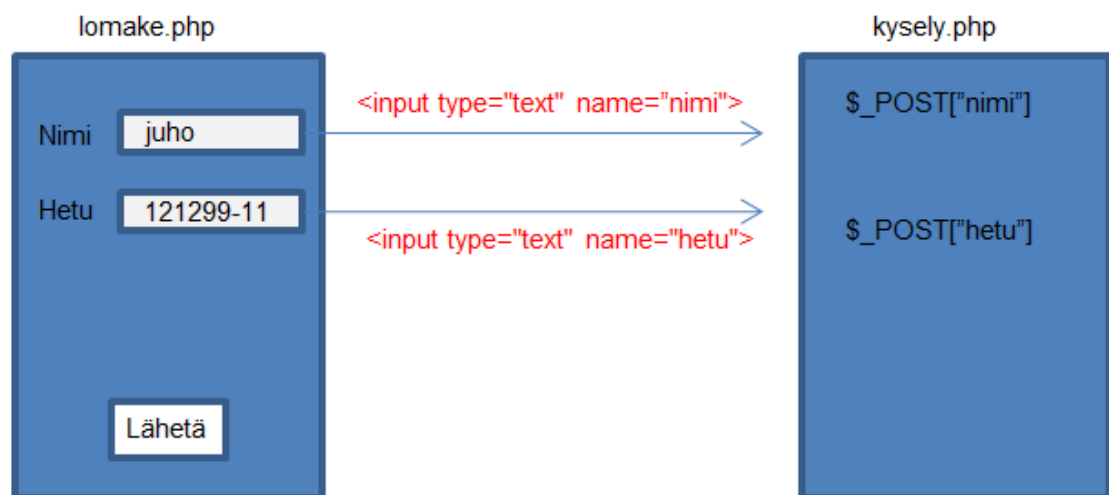 lomake.php
kysely.php
<input type="text" name=”nimi">
$_POST[”nimi”]
Nimi
juho
Hetu
121299-11
<input type="text" name="hetu">
$_POST[”hetu”]
Lähetä